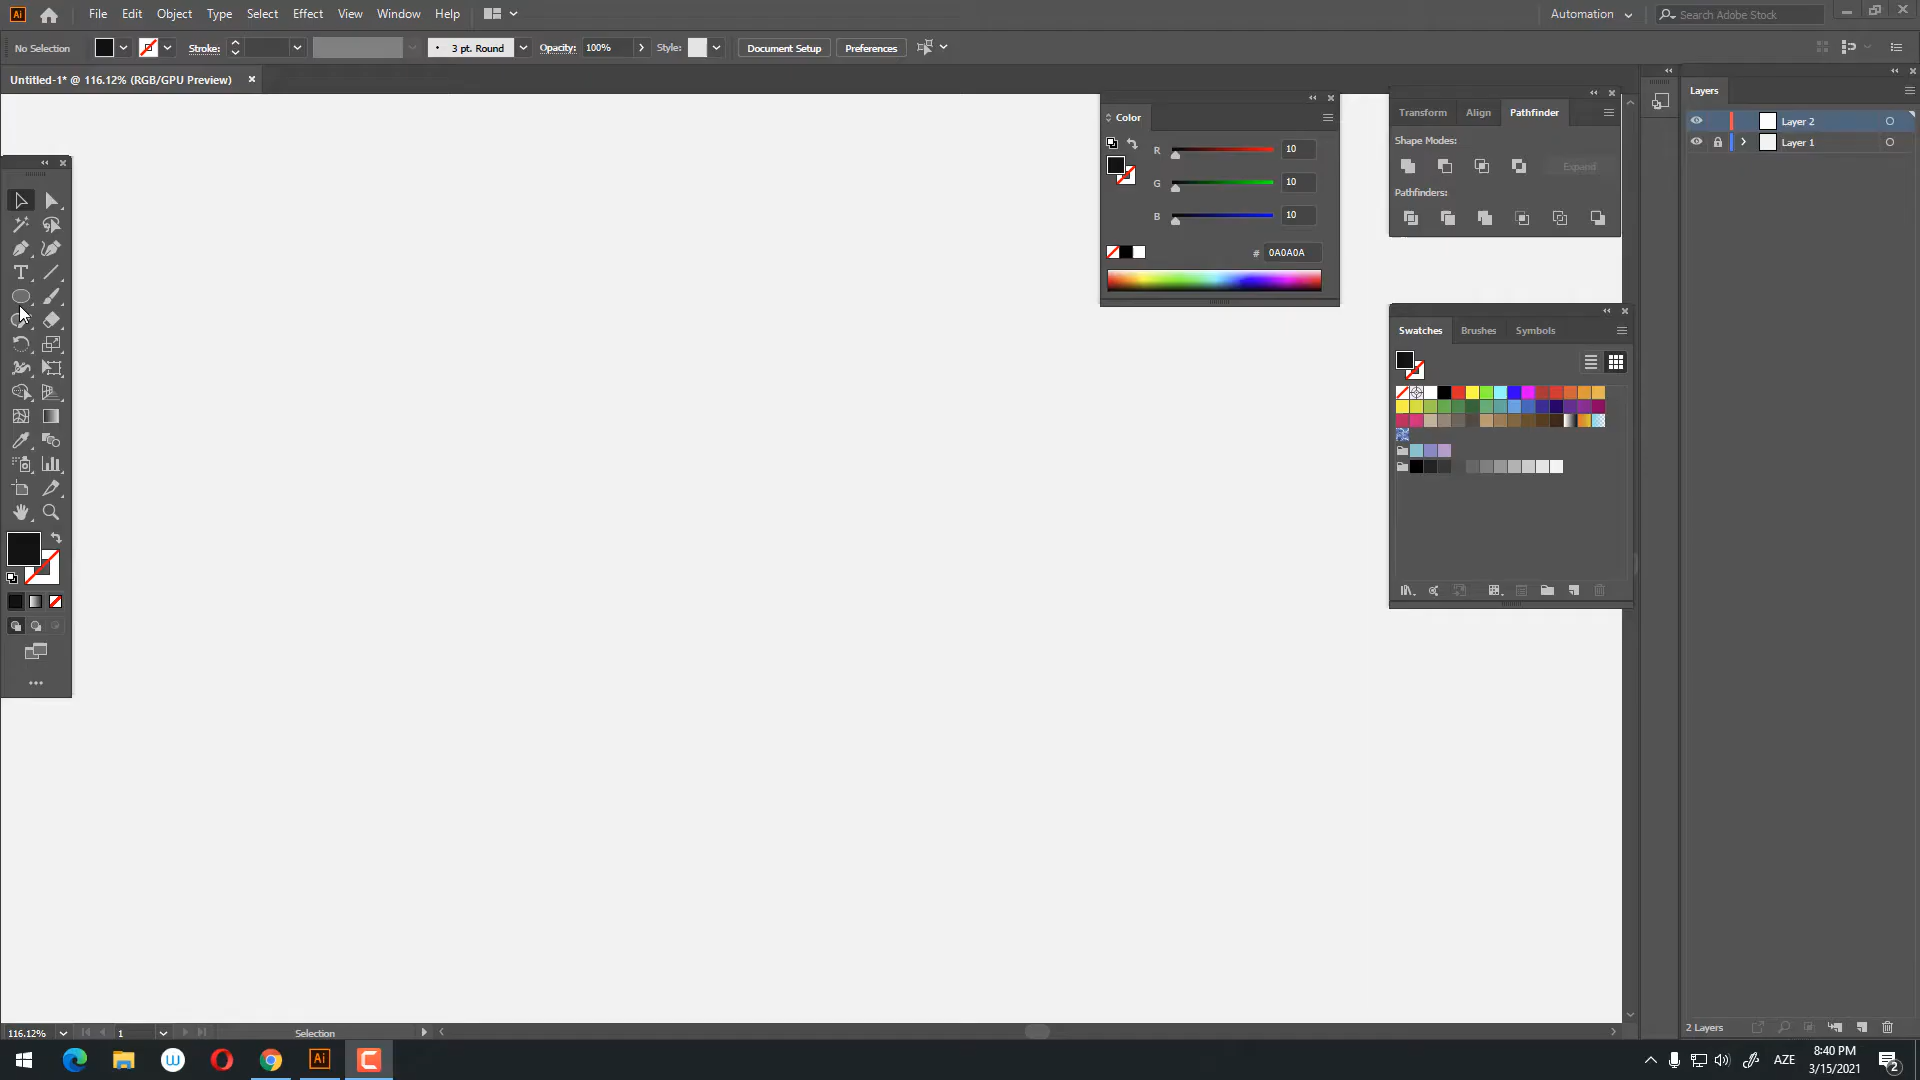 Ai File Edit Object Type Select Effect View Window Help Automation Search Adobe Stock
No Selection Stroke: 3 pt. Round Opacity: 100% Style: Document Setup Preferences
Untitled-1* @ 116.12% (RGB/GPU Preview)
Layers
Layer 2
Layer 1
Color
R 10
G 10
B 10
# 0A0A0A
Transform Align Pathfinder
Shape Modes:
Expand
Pathfinders:
Swatches Brushes Symbols
116.12% 1 Selection
2 Layers
Ai AZE 8:40 PM
3/15/2021 2